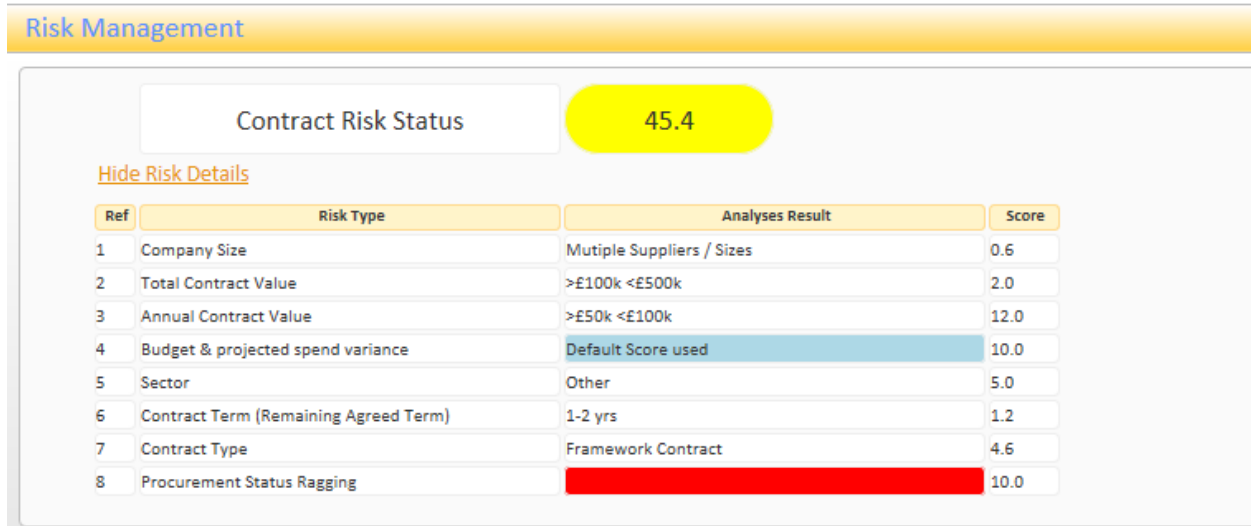 Risk Management
Contract Risk Status 45.4
Hide Risk Details
Ref Risk Type Analyses Result Score
1 Company Size Mutiple Suppliers / Sizes 0.6
2 Total Contract Value >£100k <£500k 2.0
3 Annual Contract Value >£50k <£100k 12.0
4 Budget & projected spend variance Default Score used 10.0
5 Sector Other 5.0
6 Contract Term (Remaining Agreed Term) 1-2 yrs 1.2
7 Contract Type Framework Contract 4.6
8 Procurement Status Ragging 10.0